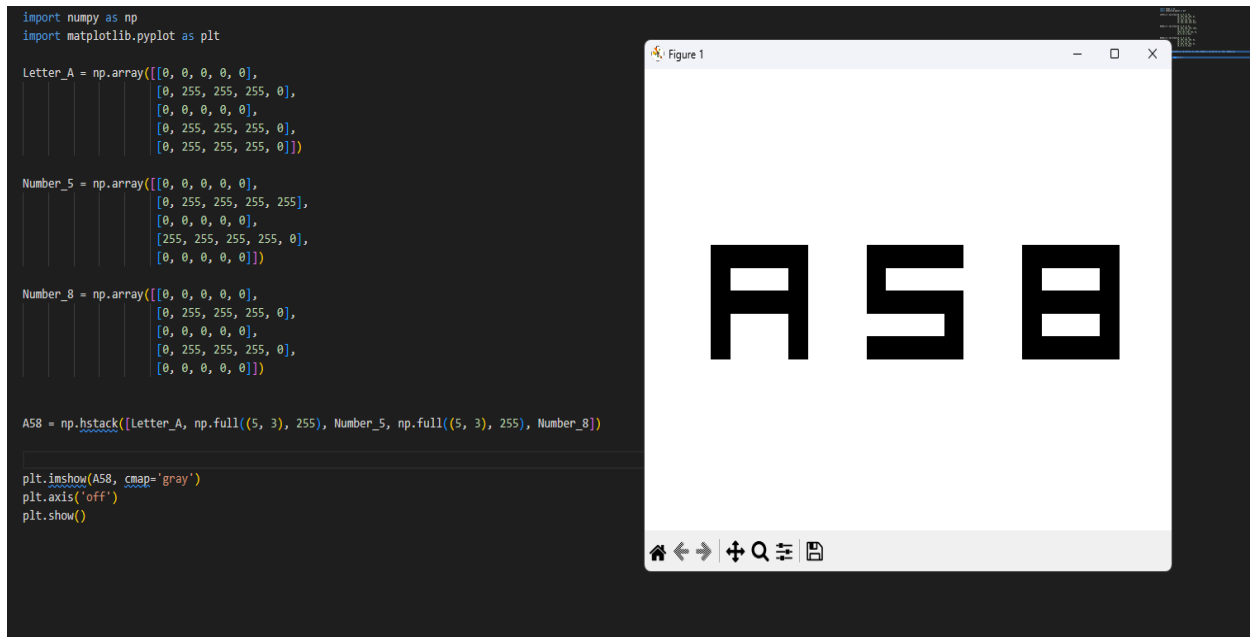 import numpy as np
import matplotlib.pyplot as plt
Letter_A = np.array([[0, 0, 0, 0, 0],
[0, 255, 255, 255, 0],
[0, 0, 0, 0, 0],
[0, 255, 255, 255, 0],
[0, 255, 255, 255, 0]])
Number_5 = np.array([[0, 0, 0, 0, 0],
[0, 255, 255, 255, 255],
[0, 0, 0, 0, 0],
[255, 255, 255, 255, 0],
[0, 0, 0, 0, 0]])
Number_8 = np.array([[0, 0, 0, 0, 0],
[0, 255, 255, 255, 0],
[0, 0, 0, 0, 0],
[0, 255, 255, 255, 0],
[0, 0, 0, 0, 0]])
A58 = np.hstack([Letter_A, np.full((5, 3), 255), Number_5, np.full((5, 3), 255), Number_8])
plt.imshow(A58, cmap='gray')
plt.axis('off')
plt.show()
Figure 1
A 5 8